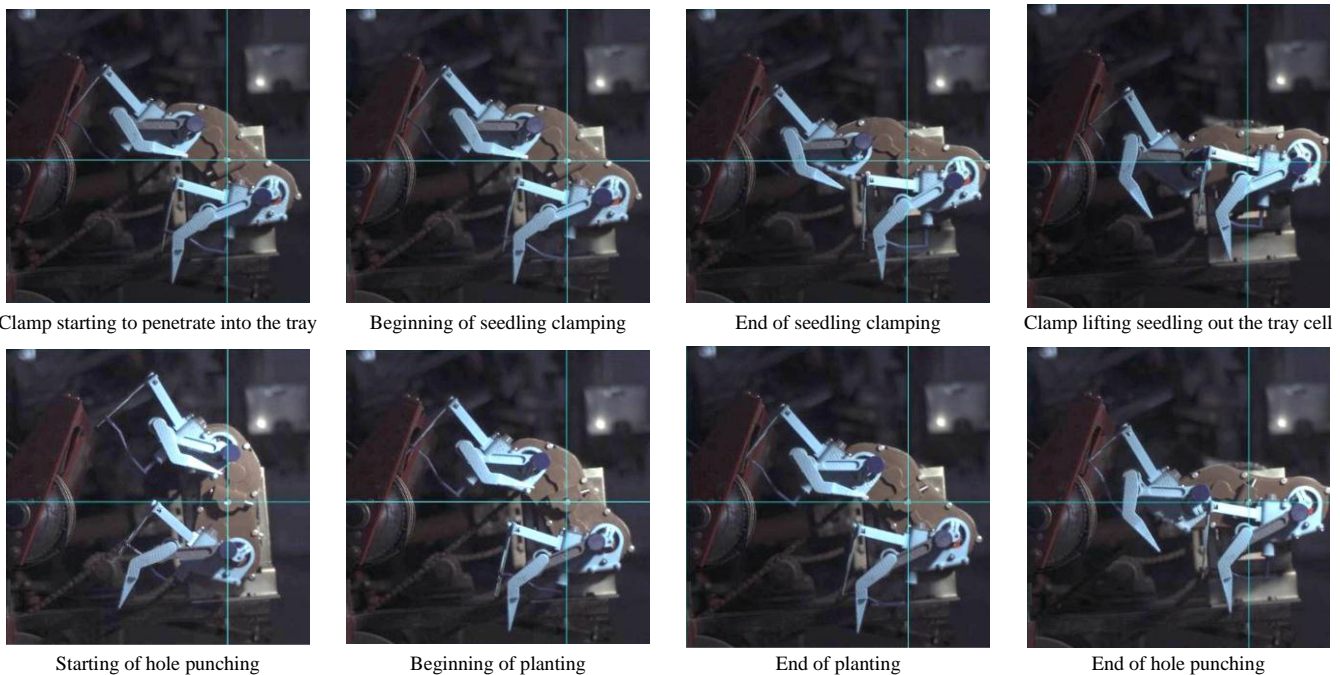 Clamp starting to penetrate into the tray
Beginning of seedling clamping
End of seedling clamping
Clamp lifting seedling out the tray cell
Starting of hole punching
Beginning of planting
End of planting
End of hole punching